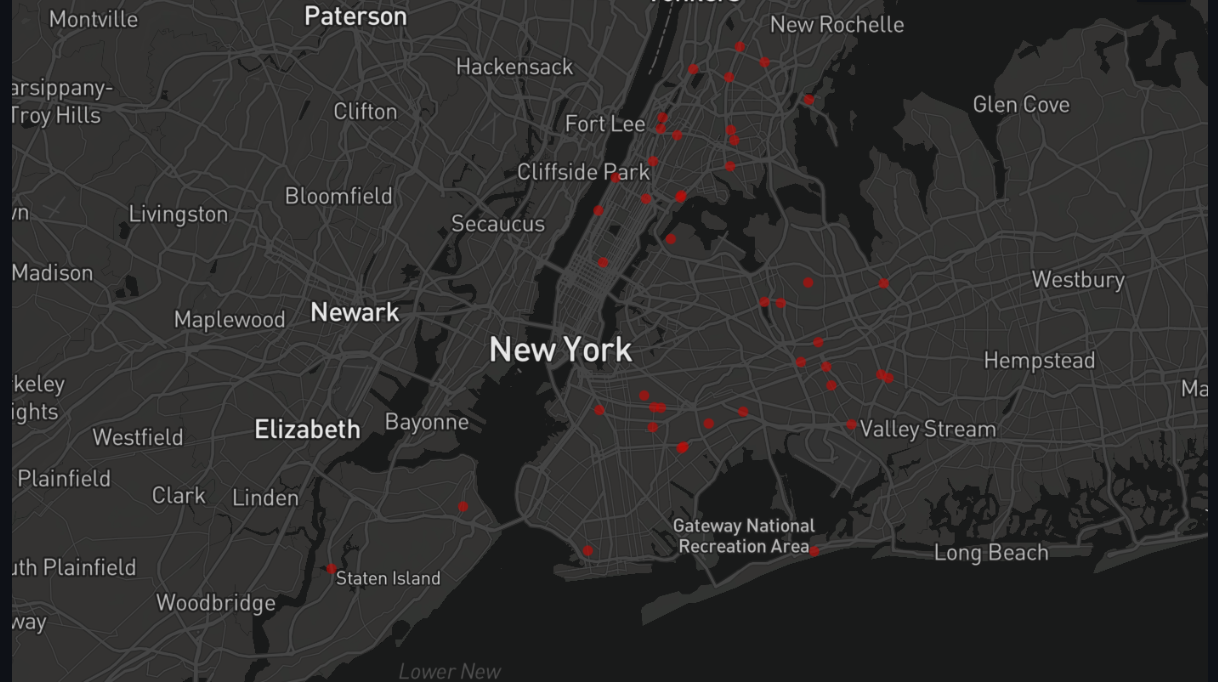 Montville
Paterson
New Rochelle
Hackensack
arsippany-
Troy Hills
Clifton
Fort Lee
Glen Cove
Cliffside Park
Bloomfield
Livingston
Secaucus
Madison
Westbury
Maplewood
Newark
New York
Hempstead
Elizabeth
Bayonne
Valley Stream
Westfield
Plainfield
Clark
Linden
Gateway National
Recreation Area
Long Beach
uth Plainfield
Staten Island
Woodbridge
way
rkeley
ights
wn
Ma
Lower New